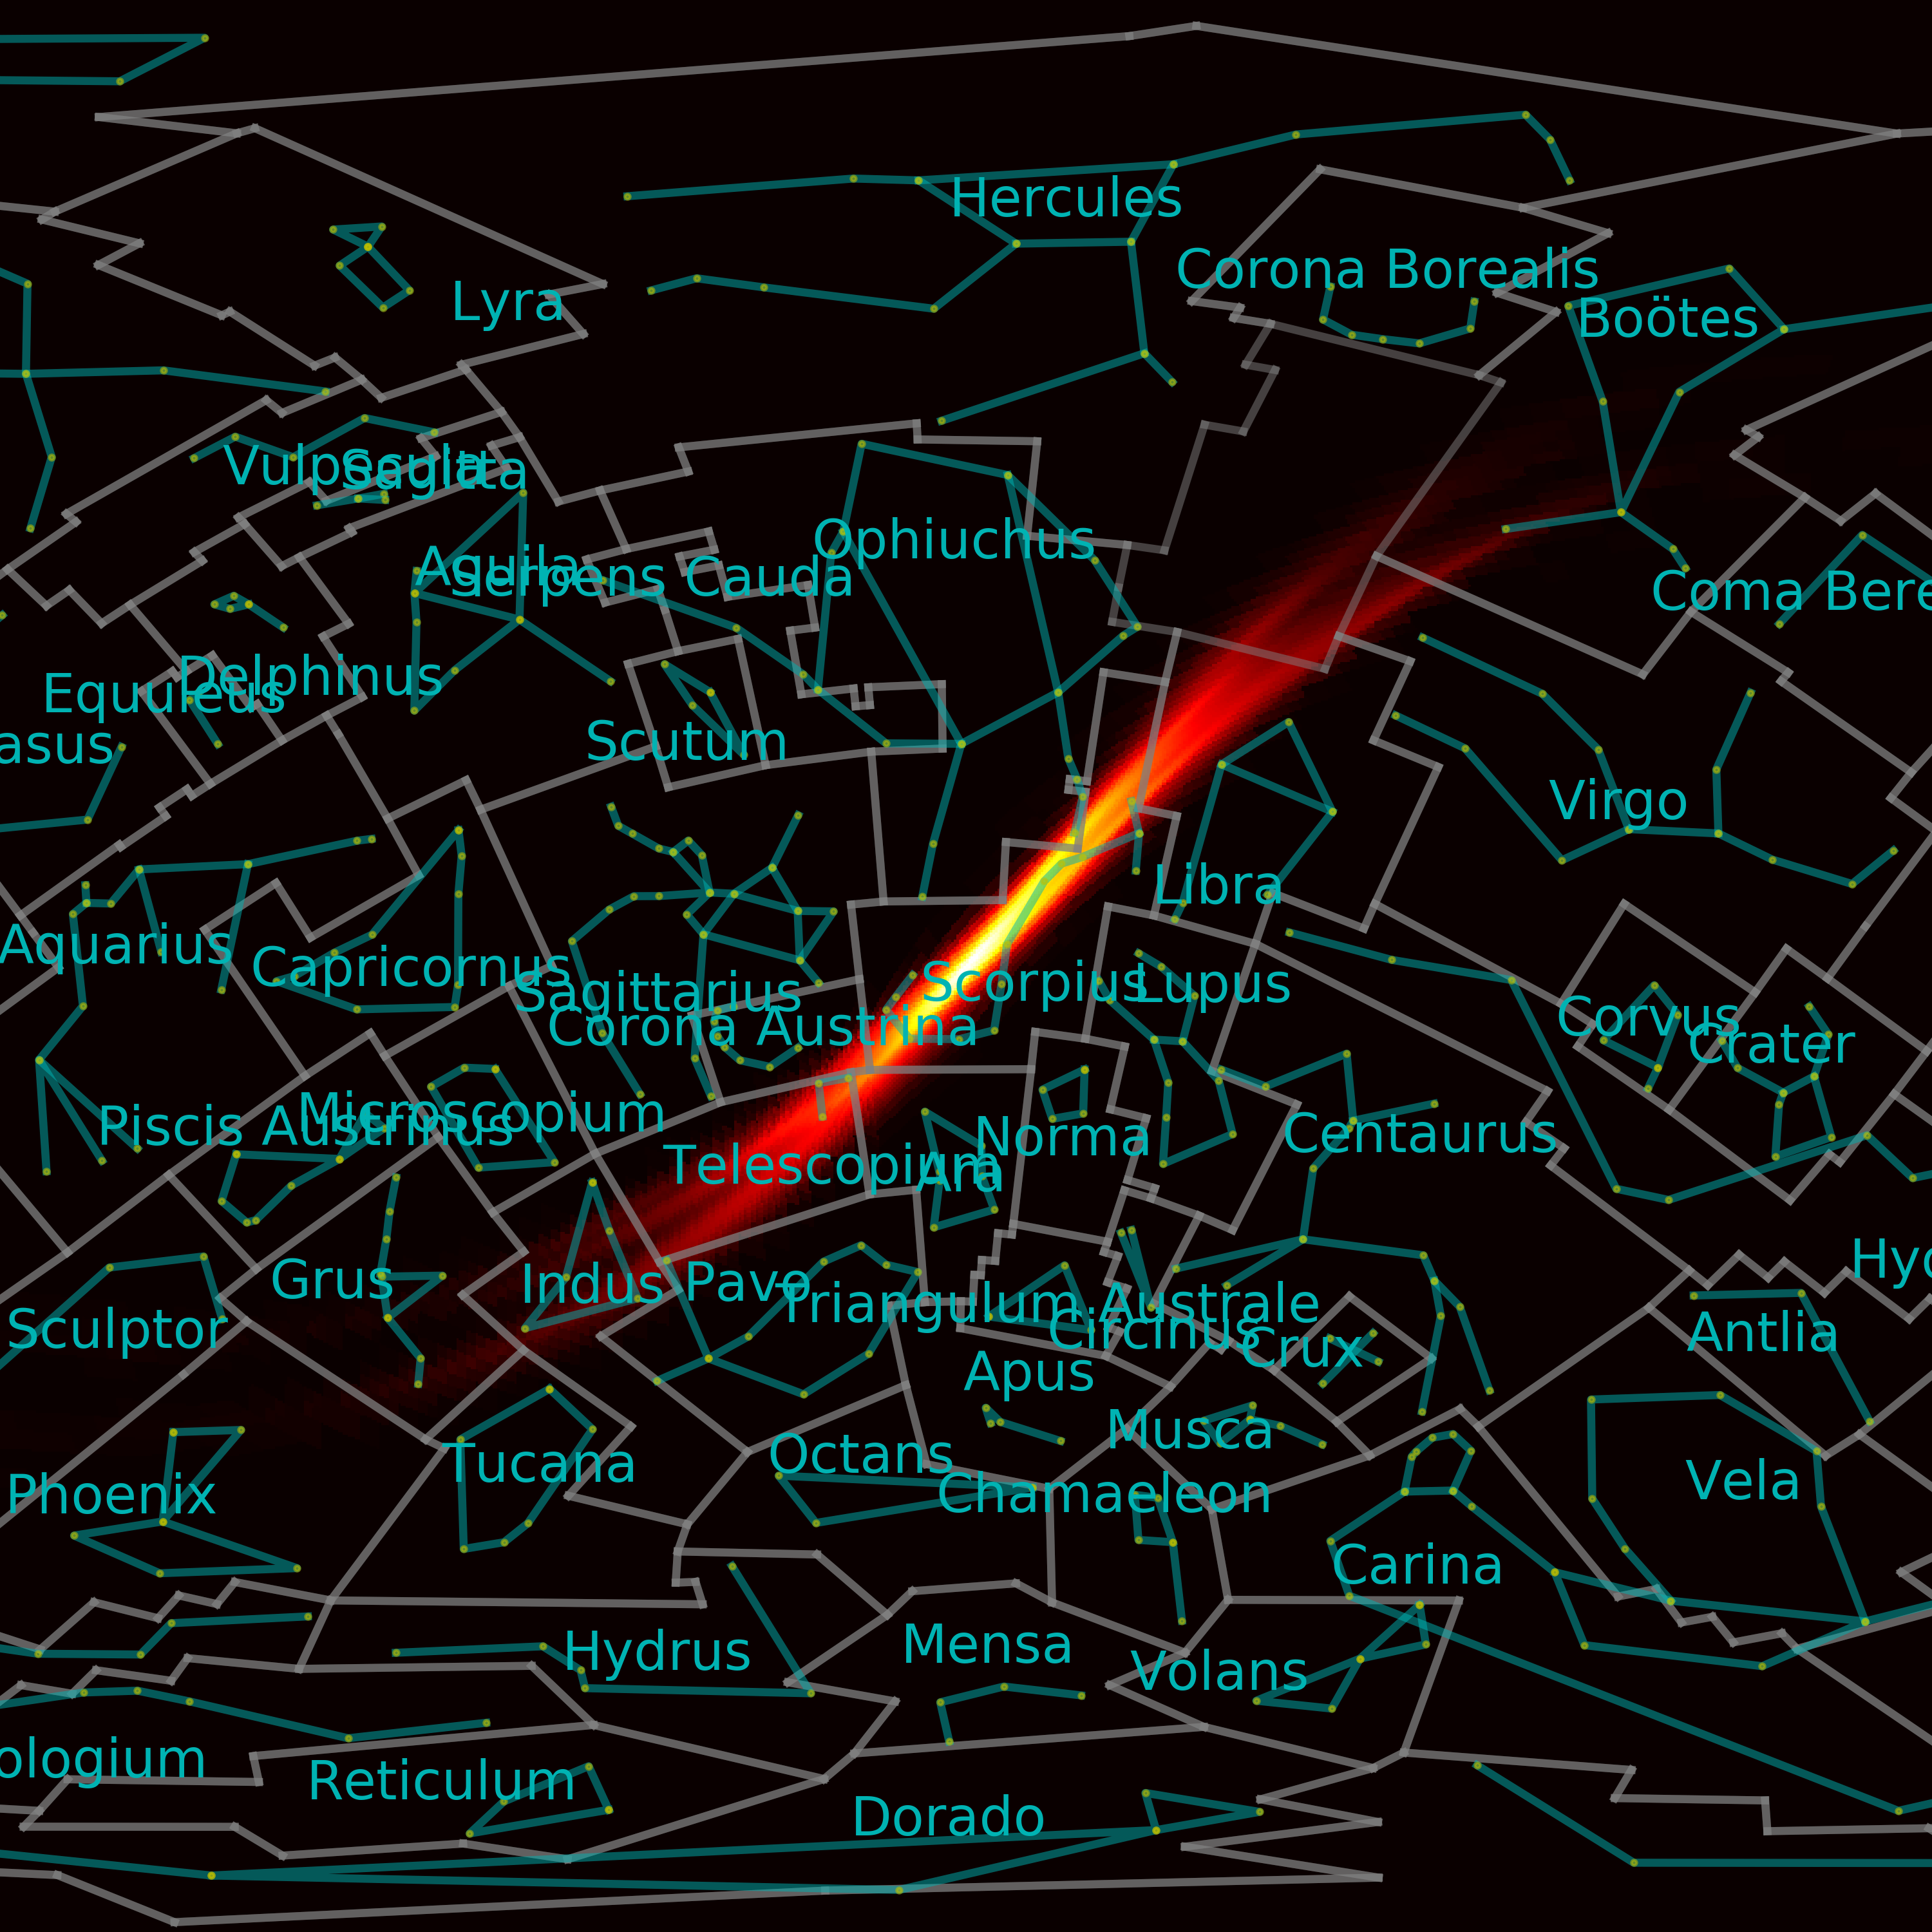 Hercules
Corona Borealis
Lyra
Boötes
Vulpecula
Sagitta
Ophiuchus
Aquila
Serpens Cauda
Coma Bere
Delphinus
Equuleus
asus
Scutum
Virgo
Libra
Aquarius
Capricornus
Sagittarius
Scorpius
Lupus
Corona Austrina
Corvus
Crater
Piscis Austrinus
Microscopium
Telescopium
Ara
Norma
Centaurus
Grus
Indus
Pavo
Triangulum Australe
Hyd
Sculptor
Circinus
Crux
Antlia
Apus
Musca
Octans
Tucana
Phoenix
Chamaeleon
Vela
Carina
Hydrus
Mensa
Volans
ologium
Reticulum
Dorado